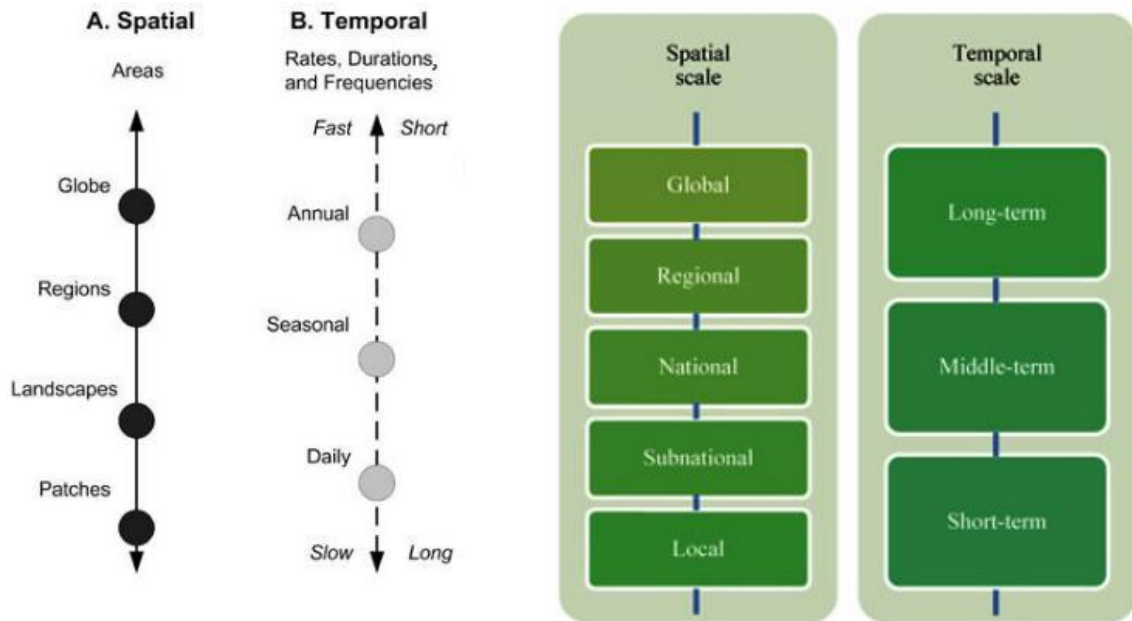 A. Spatial
Areas
Globe
Regions
Landscapes
Patches
B. Temporal
Rates, Durations,
and Frequencies
Fast Short
Annual
Seasonal
Daily
Slow Long
Spatial
scale
Global
Regional
National
Subnational
Local
Temporal
scale
Long-term
Middle-term
Short-term